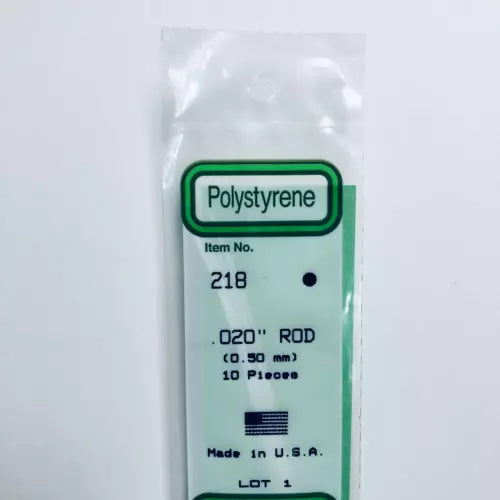 Polystyrene
Item No.
218
.020" ROD
(0.50 mm)
10 Pieces
Made in U.S.A.
LOT 1